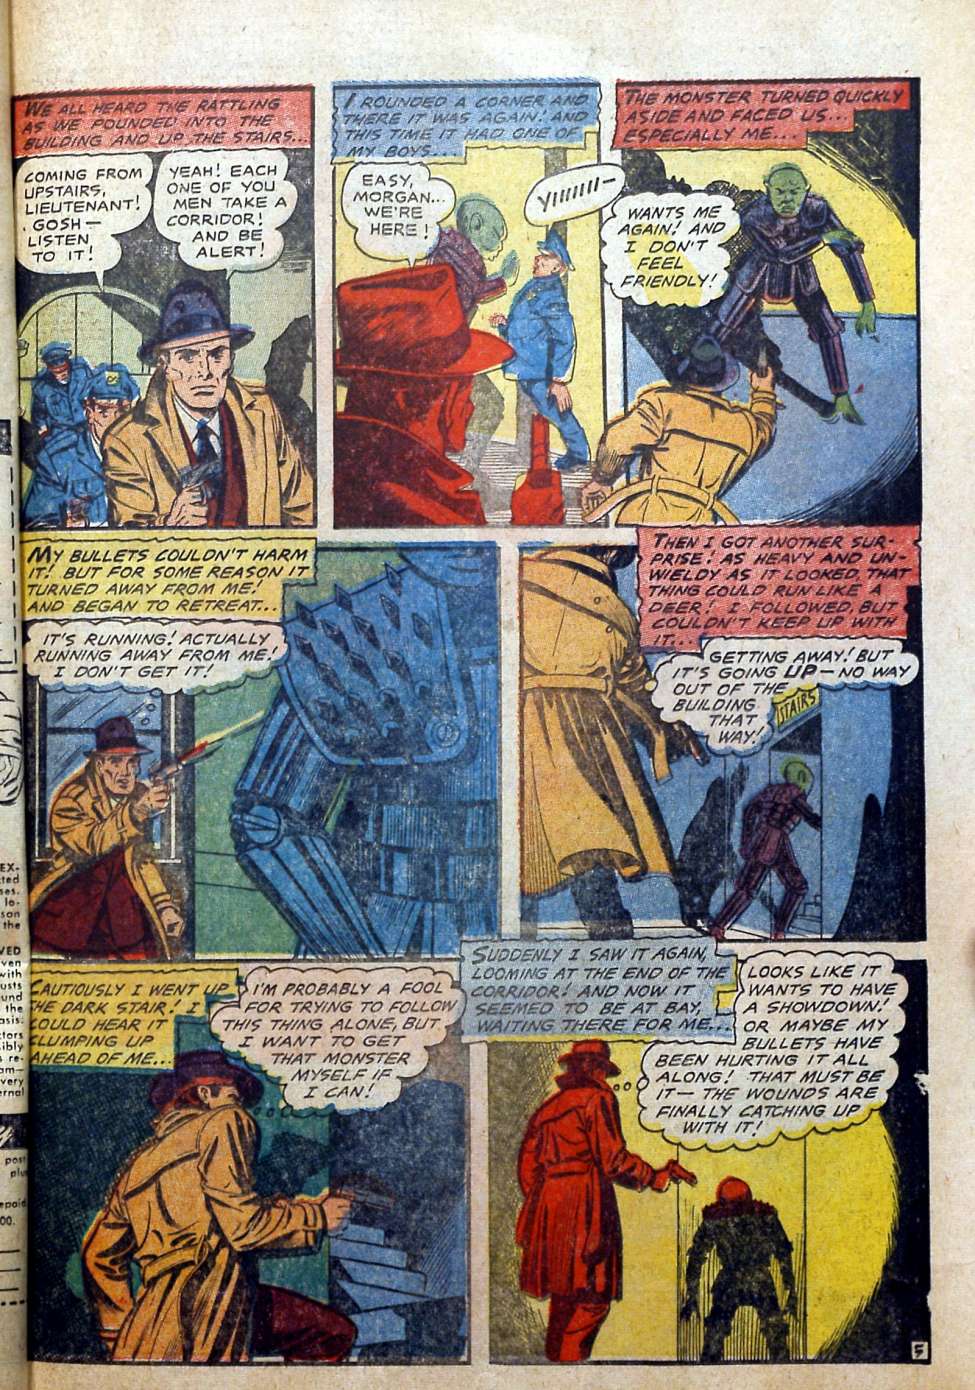 WE ALL HEARD THE RATTLING
AS WE POUNDED INTO THE
BUILDING AND UP THE STAIRS...
COMING FROM
UPSTAIRS,
LIEUTENANT!
GOSH—
LISTEN
TO IT!
YEAH! EACH
ONE OF YOU
MEN TAKE A
CORRIDOR!
AND BE
ALERT!
I ROUNDED A CORNER AND
THERE IT WAS AGAIN! AND
THIS TIME IT HAD ONE OF
MY BOYS...
EASY,
MORGAN...
WE'RE
HERE!
YIIIIIII—
THE MONSTER TURNED QUICKLY
ASIDE AND FACED US...
ESPECIALLY ME...
WANTS ME
AGAIN! AND
I DON'T
FEEL
FRIENDLY!
MY BULLETS COULDN'T HARM
IT! BUT FOR SOME REASON IT
TURNED AWAY FROM ME!
AND BEGAN TO RETREAT...
IT'S RUNNING! ACTUALLY
RUNNING AWAY FROM ME!
I DON'T GET IT!
THEN I GOT ANOTHER SUR-
PRISE! AS HEAVY AND UN-
WIELDY AS IT LOOKED, THAT
THING COULD RUN LIKE A
DEER! I FOLLOWED, BUT
COULDN'T KEEP UP WITH
IT...
GETTING AWAY! BUT
IT'S GOING UP—NO WAY
OUT OF THE
BUILDING
THAT
WAY!
STAIRS
CAUTIOUSLY I WENT UP
THE DARK STAIR! I
COULD HEAR IT
CLUMPING UP
AHEAD OF ME...
I'M PROBABLY A FOOL
FOR TRYING TO FOLLOW
THIS THING ALONE, BUT
I WANT TO GET
THAT MONSTER
MYSELF IF
I CAN!
SUDDENLY I SAW IT AGAIN,
LOOMING AT THE END OF THE
CORRIDOR! AND NOW IT
SEEMED TO BE AT BAY,
WAITING THERE FOR ME...
LOOKS LIKE IT
WANTS TO HAVE
A SHOWDOWN!
OR MAYBE MY
BULLETS HAVE
BEEN HURTING IT ALL
ALONG! THAT MUST BE
IT—THE WOUNDS ARE
FINALLY CATCHING UP
WITH IT!
5